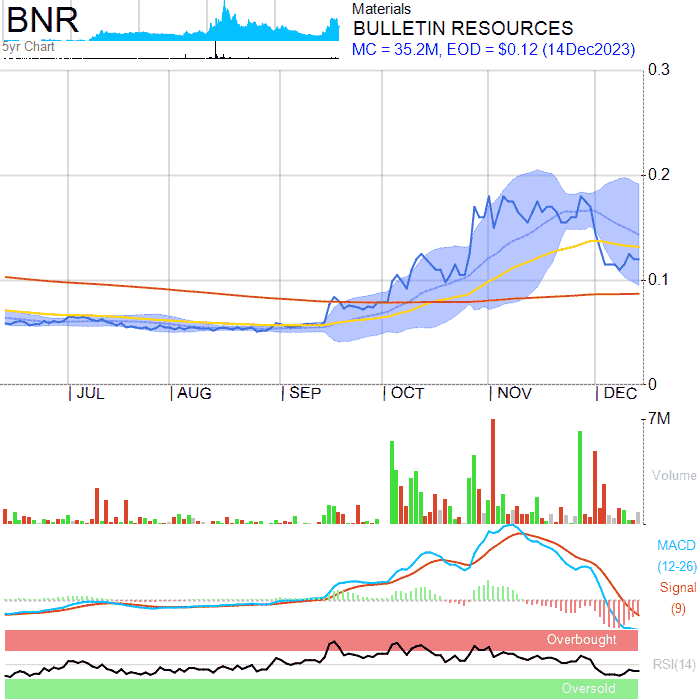 BNR
5yr Chart
Materials
BULLETIN RESOURCES
MC = 35.2M, EOD = $0.12 (14Dec2023)
0.3
0.2
0.1
0
JUL AUG SEP OCT NOV DEC
7M
Volume
MACD
(12-26)
Signal
(9)
Overbought
RSI(14)
Oversold